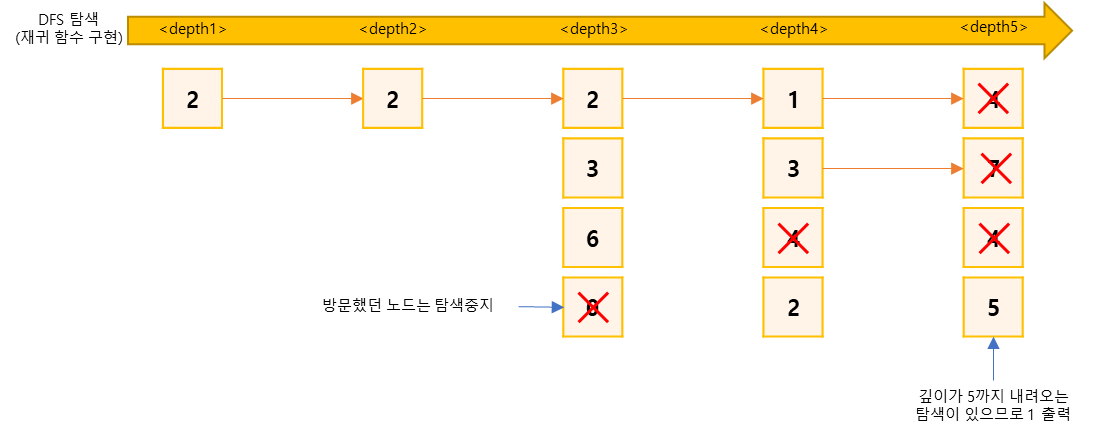 DFS 탐색
(재귀 함수 구현)
<depth1> <depth2> <depth3> <depth4> <depth5>
2 2 2 1 4
3 3 7
6 4 4
방문했던 노드는 탐색중지 0 2 5
깊이가 5까지 내려오는
탐색이 있으므로 1 출력